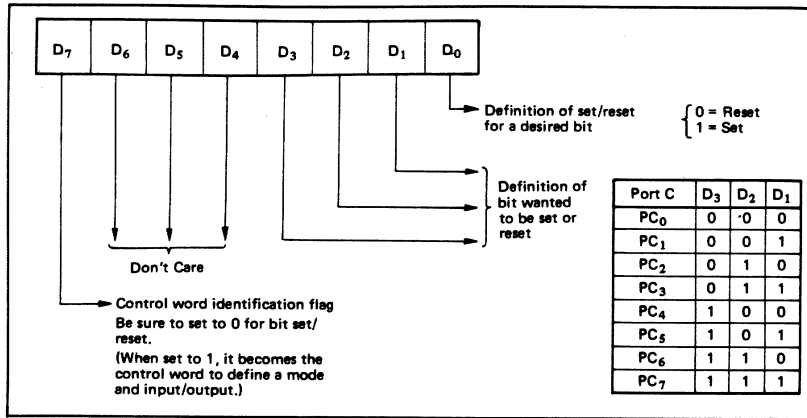 D7 D6 D5 D4 D3 D2 D1 D0
Definition of set/reset
for a desired bit
0 = Reset
1 = Set
Definition of
bit wanted
to be set or
reset
Don't Care
Control word identification flag
Be sure to set to 0 for bit set/
reset.
(When set to 1, it becomes the
control word to define a mode
and input/output.)
Port C D3 D2 D1
PC0 0 0 0
PC1 0 0 1
PC2 0 1 0
PC3 0 1 1
PC4 1 0 0
PC5 1 0 1
PC6 1 1 0
PC7 1 1 1